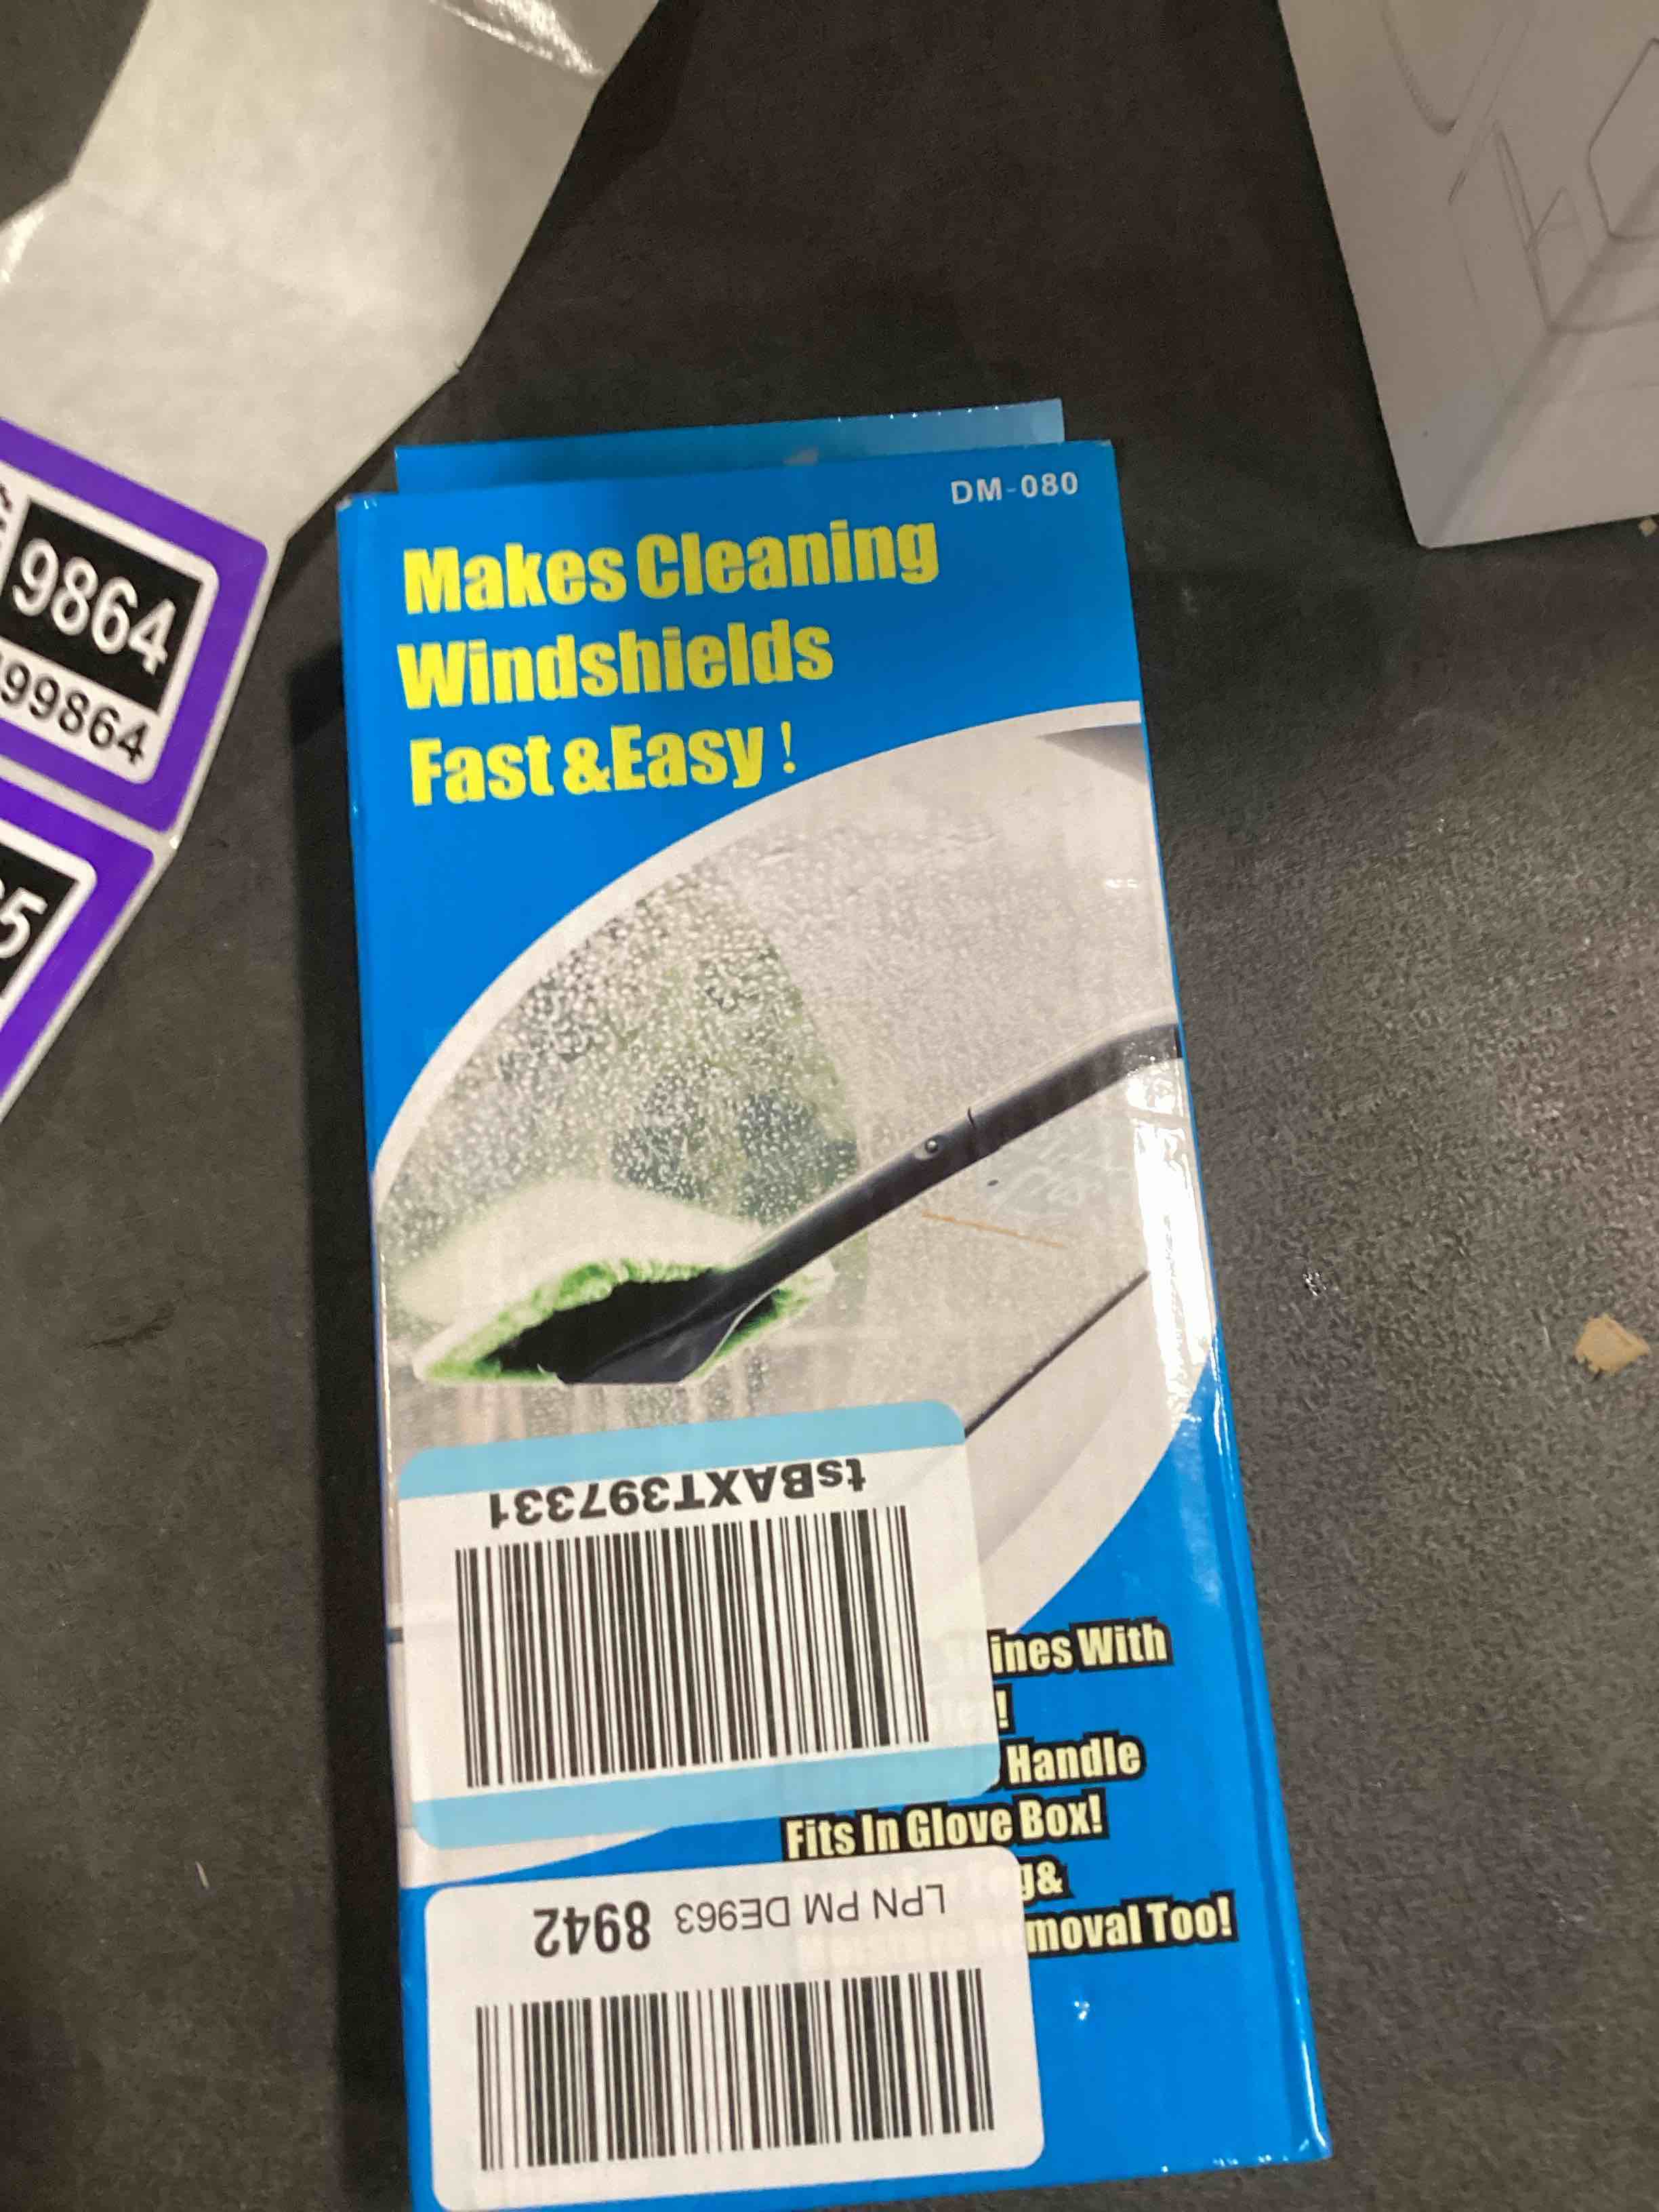 9864
99864
5
DM-080
Makes Cleaning
Windshields
Fast&Easy!
tsBAXT397331
ines With
!
Handle
Fits In Glove Box!
g&
moval Too!
LPN PM DE963 8942